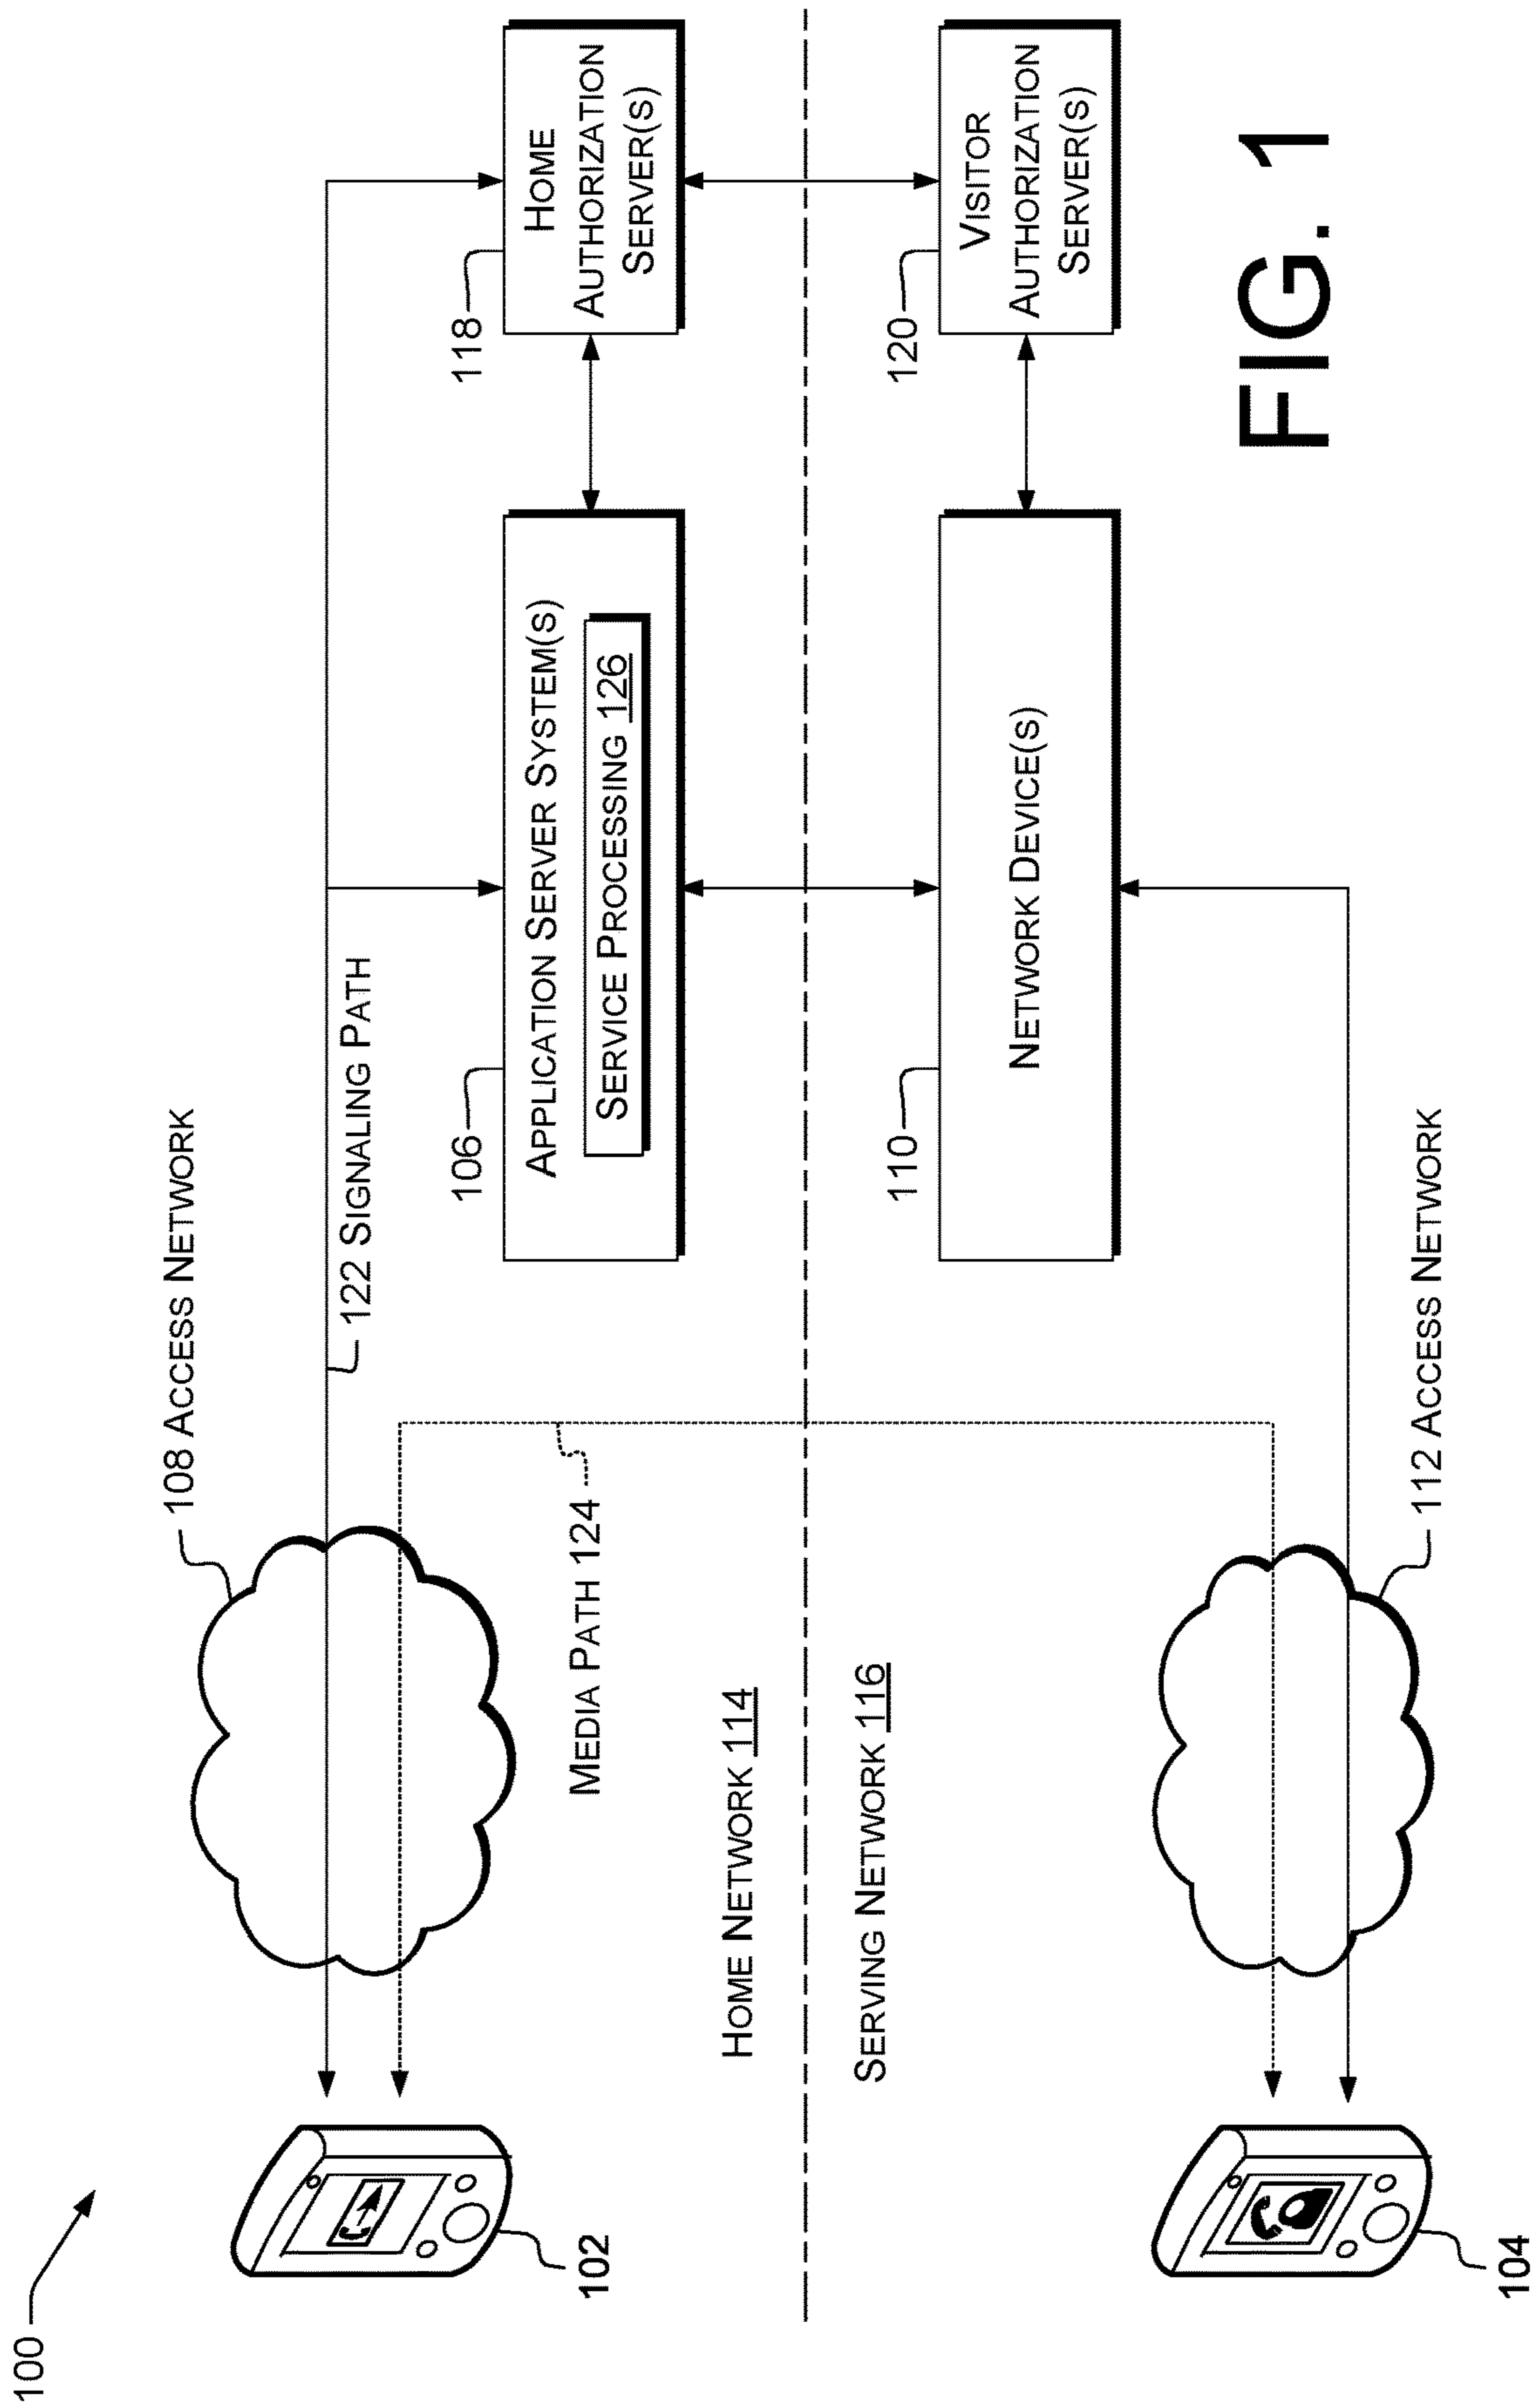 100
108 ACCESS NETWORK
122 SIGNALING PATH
102
MEDIA PATH 124
106
APPLICATION SERVER SYSTEM(S)
SERVICE PROCESSING 126
118
HOME
AUTHORIZATION
SERVER(S)
HOME NETWORK 114
SERVING NETWORK 116
110
NETWORK DEVICE(S)
120
VISITOR
AUTHORIZATION
SERVER(S)
104
112 ACCESS NETWORK
FIG. 1